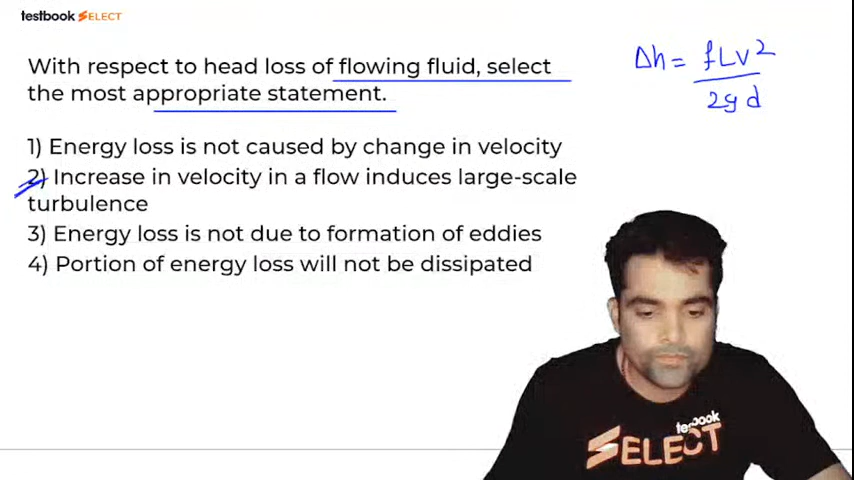 testbook SELECT
With respect to head loss of flowing fluid, select
the most appropriate statement.
Δh = fLv²
2gd
1) Energy loss is not caused by change in velocity
2) Increase in velocity in a flow induces large-scale
turbulence
3) Energy loss is not due to formation of eddies
4) Portion of energy loss will not be dissipated
testbook
SELECT